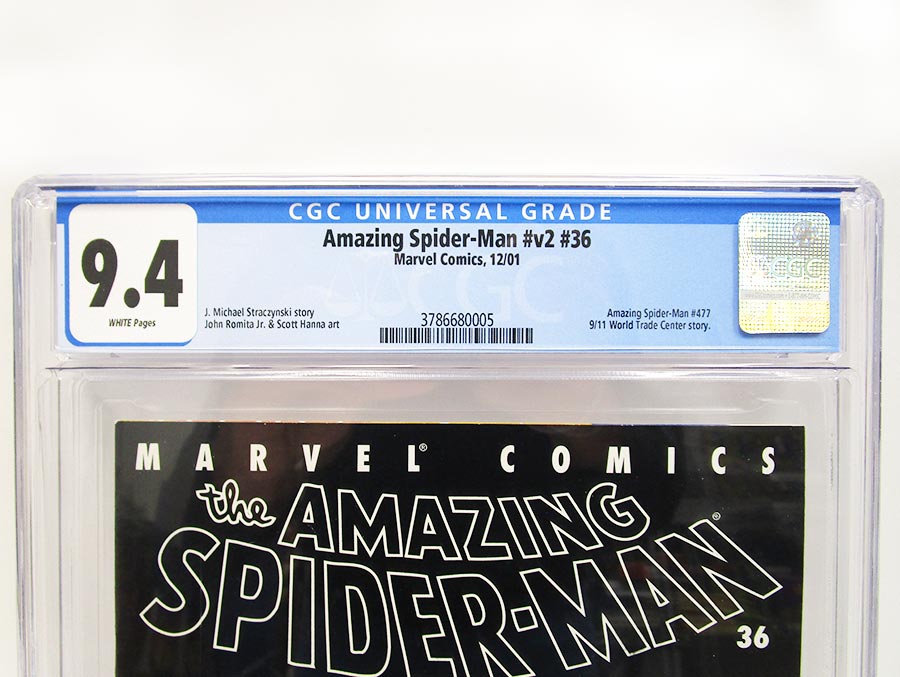 CGC UNIVERSAL GRADE
9.4
WHITE Pages
Amazing Spider-Man #v2 #36
Marvel Comics, 12/01
J. Michael Straczynski story
John Romita Jr. & Scott Hanna art
3786680005
Amazing Spider-Man #477
9/11 World Trade Center story.
CGC
CGC
MARVEL® COMICS
the AMAZING
SPIDER-MAN®
36